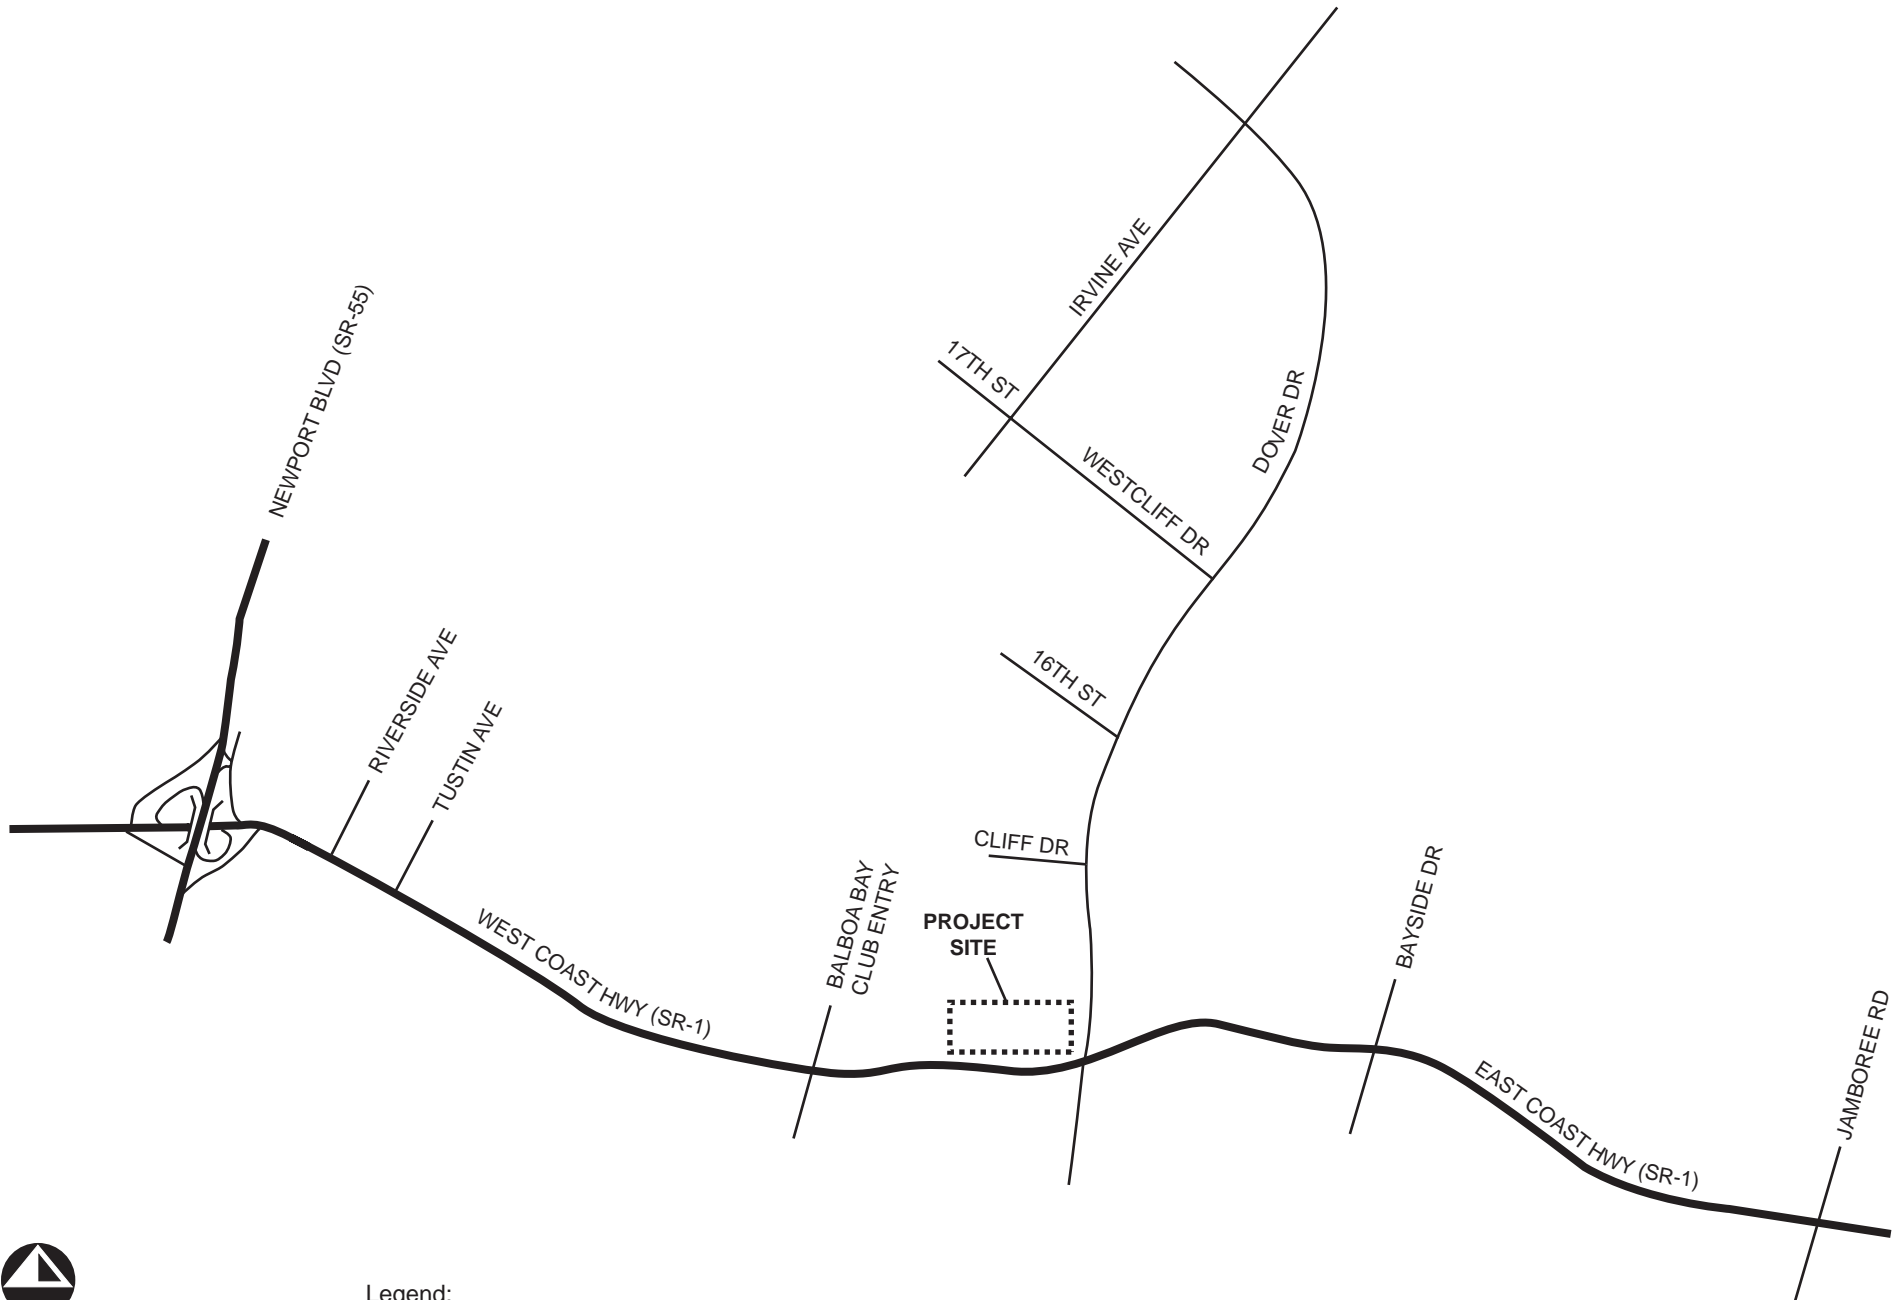 IRVINE AVE
NEWPORT BLVD (SR-55)
17TH ST
DOVER DR
WESTCLIFF DR
RIVERSIDE AVE
16TH ST
TUSTIN AVE
CLIFF DR
BALBOA BAY
CLUB ENTRY
BAYSIDE DR
WEST COAST HWY (SR-1)
PROJECT
SITE
JAMBOREE RD
EAST COAST HWY (SR-1)
Legend: